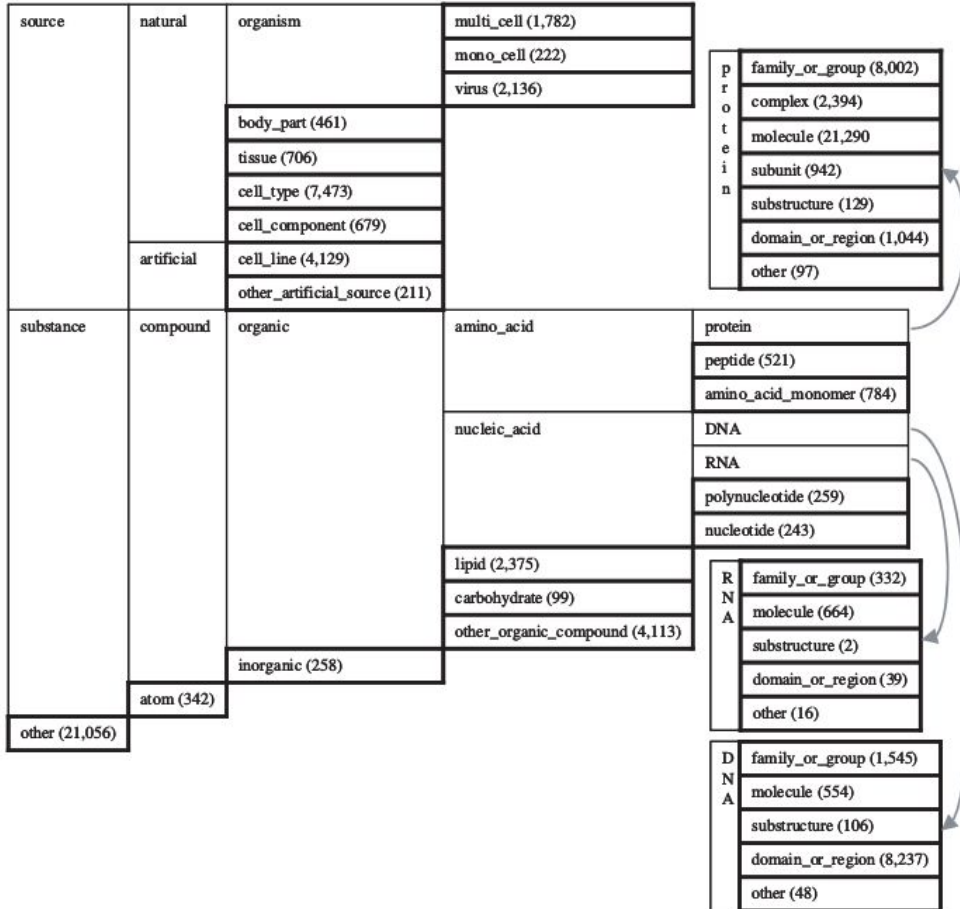 source natural organism multi_cell (1,782)
mono_cell (222)
virus (2,136)
body_part (461)
tissue (706)
cell_type (7,473)
cell_component (679)
artificial cell_line (4,129)
other_artificial_source (211)
protein
family_or_group (8,002)
complex (2,394)
molecule (21,290
subunit (942)
substructure (129)
domain_or_region (1,044)
other (97)
substance compound organic amino_acid protein
peptide (521)
amino_acid_monomer (784)
nucleic_acid DNA
RNA
polynucleotide (259)
nucleotide (243)
lipid (2,375)
carbohydrate (99)
other_organic_compound (4,113)
inorganic (258)
atom (342)
other (21,056)
RNA
family_or_group (332)
molecule (664)
substructure (2)
domain_or_region (39)
other (16)
DNA
family_or_group (1,545)
molecule (554)
substructure (106)
domain_or_region (8,237)
other (48)